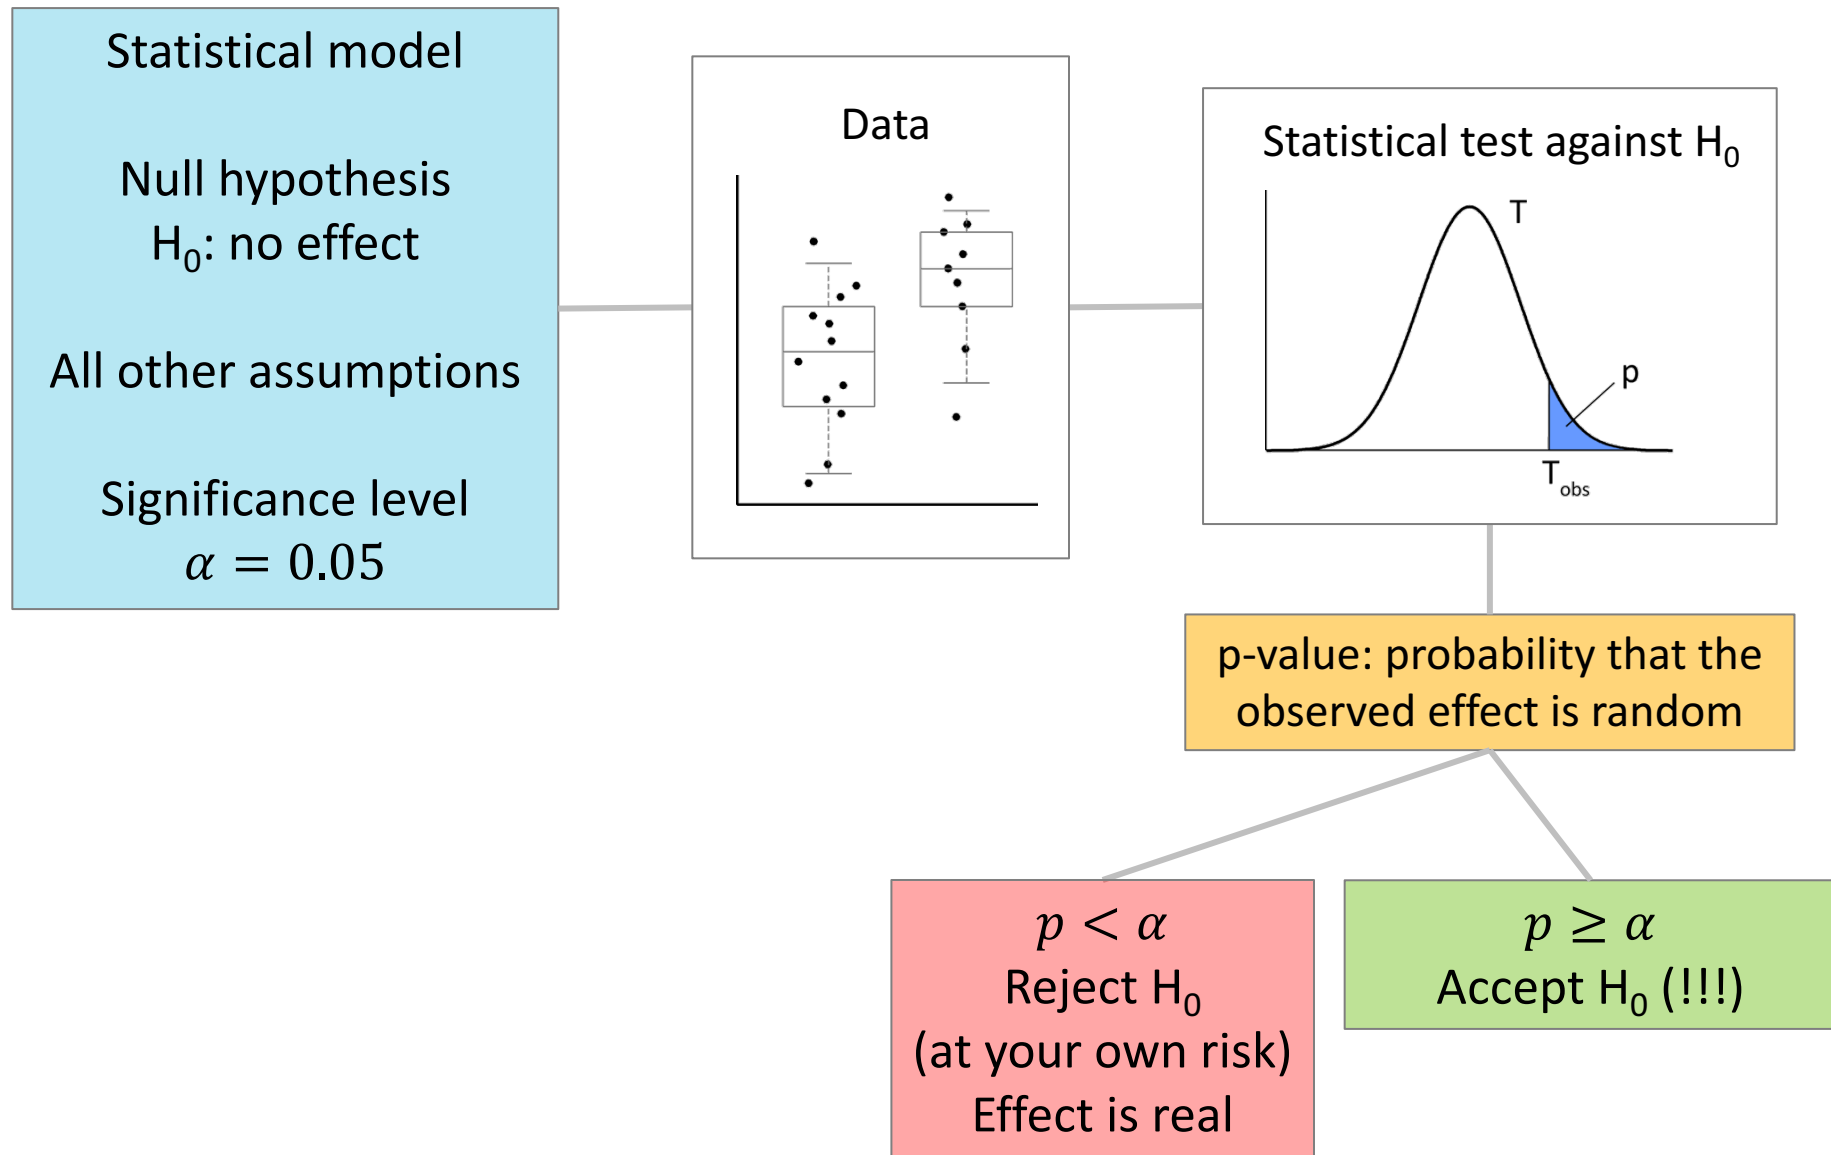 Statistical model
Null hypothesis
H₀: no effect
All other assumptions
Significance level
α = 0.05
Data
Statistical test against H₀
T
p
T_obs
p-value: probability that the
observed effect is random
p < α
Reject H₀
(at your own risk)
Effect is real
p ≥ α
Accept H₀ (!!!)